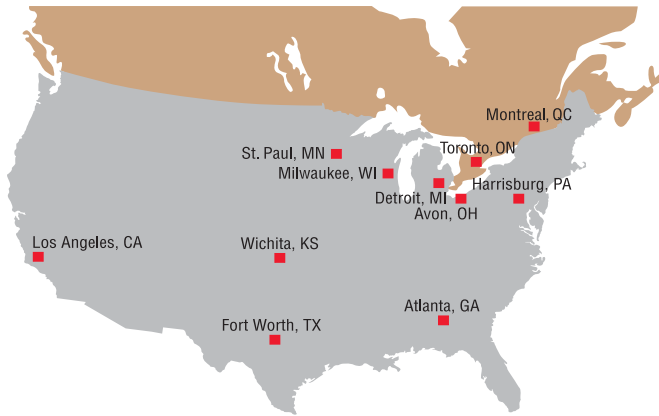 Montreal, QC
Toronto, ON
St. Paul, MN
Milwaukee, WI
Detroit, MI
Harrisburg, PA
Avon, OH
Los Angeles, CA
Wichita, KS
Atlanta, GA
Fort Worth, TX